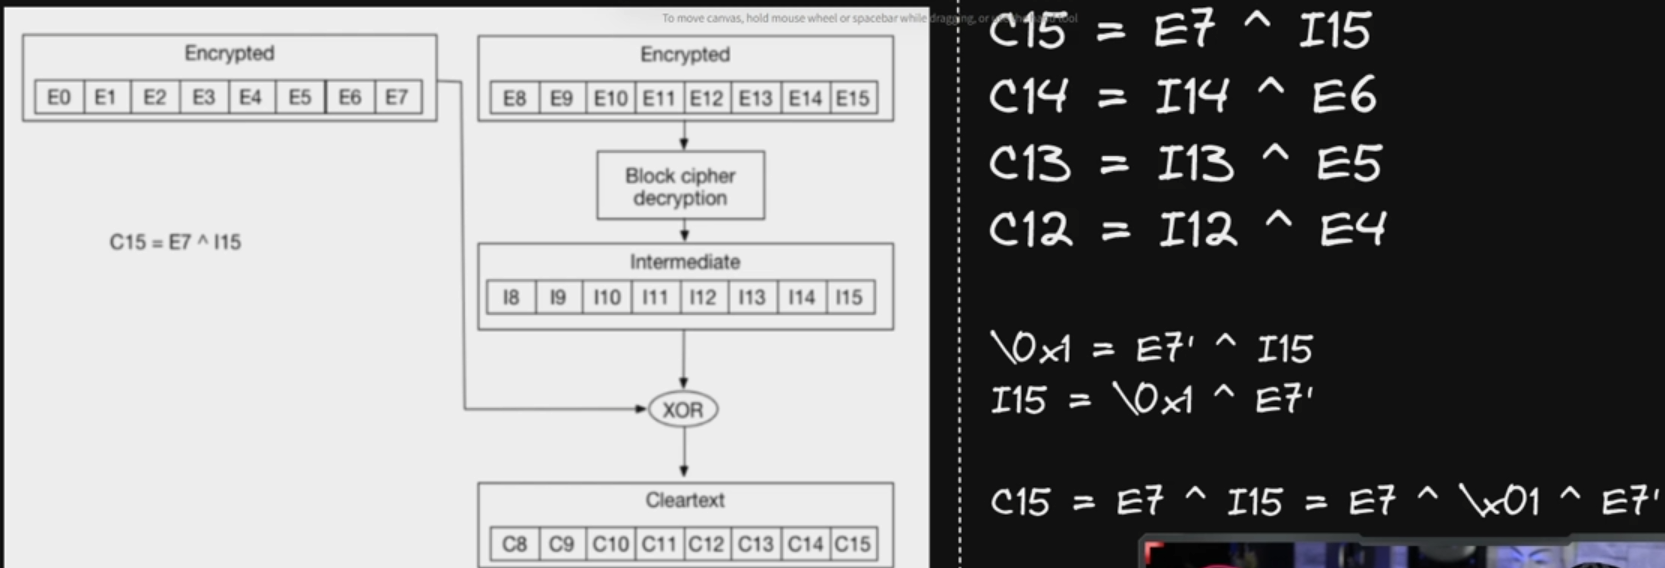 To move canvas, hold mouse wheel or spacebar while dragging, or use the hand tool
Encrypted
E0 E1 E2 E3 E4 E5 E6 E7
Encrypted
E8 E9 E10 E11 E12 E13 E14 E15
Block cipher
decryption
C15 = E7 ^ I15
Intermediate
I8 I9 I10 I11 I12 I13 I14 I15
XOR
Cleartext
C8 C9 C10 C11 C12 C13 C14 C15
C15 = E7 ^ I15
C14 = I14 ^ E6
C13 = I13 ^ E5
C12 = I12 ^ E4
\0x1 = E7' ^ I15
I15 = \0x1 ^ E7'
C15 = E7 ^ I15 = E7 ^ \x01 ^ E7'